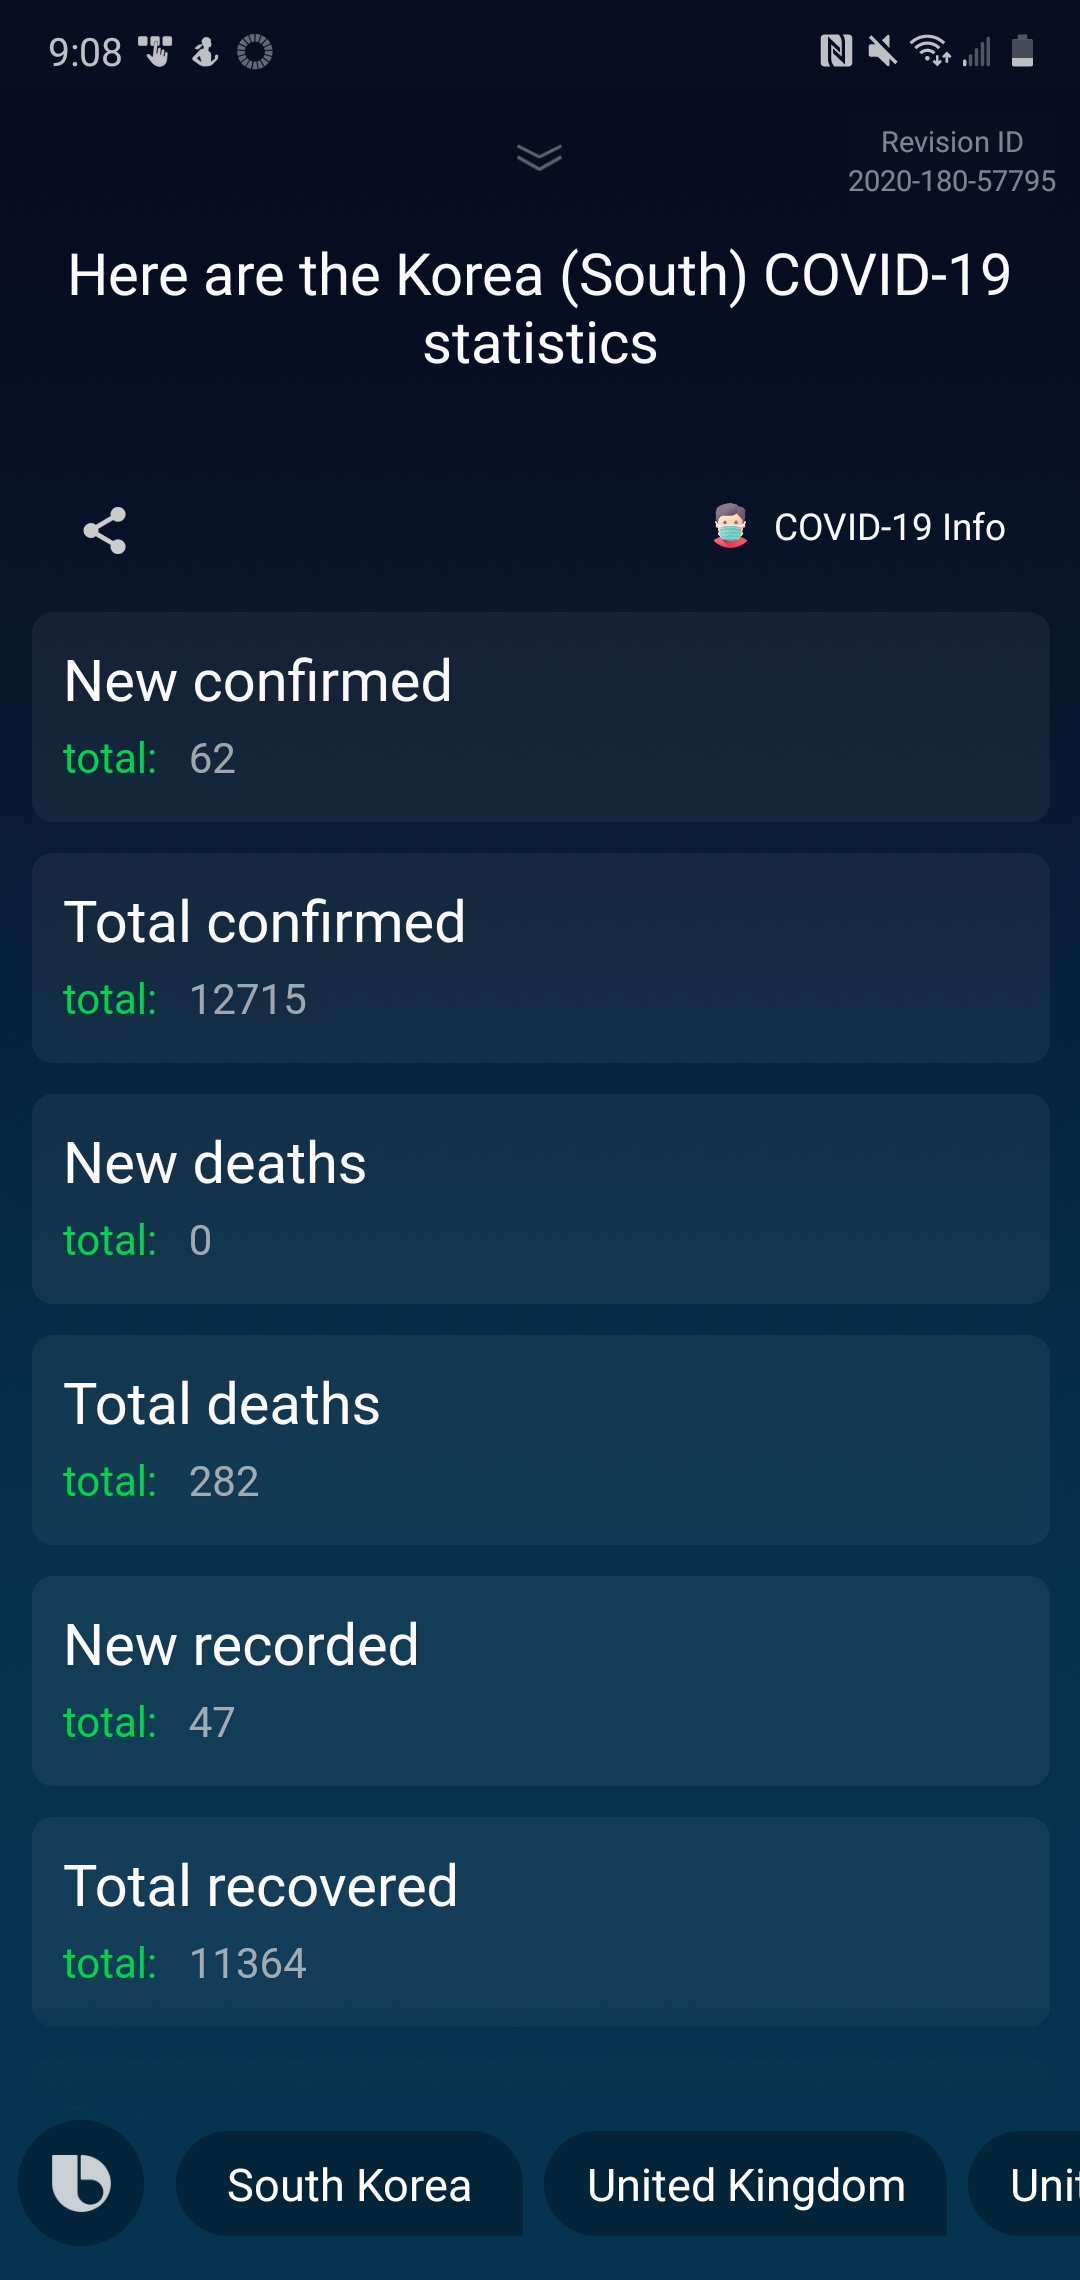 9:08
Revision ID
2020-180-57795
Here are the Korea (South) COVID-19
statistics
COVID-19 Info
New confirmed
total: 62
Total confirmed
total: 12715
New deaths
total: 0
Total deaths
total: 282
New recorded
total: 47
Total recovered
total: 11364
South Korea
United Kingdom